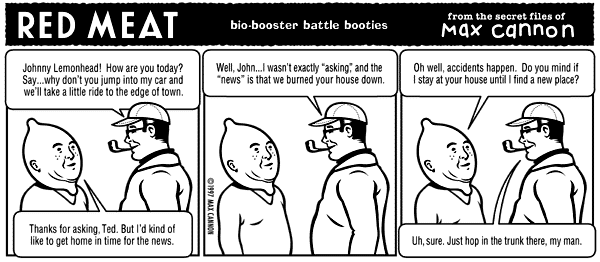 RED MEAT
bio-booster battle booties
from the secret files of
Max cannon
Johnny Lemonhead!  How are you today?
Say...why don't you jump into my car and
we'll take a little ride to the edge of town.
Thanks for asking, Ted. But I'd kind of
like to get home in time for the news.
Well, John...I wasn't exactly "asking", and the
"news" is that we burned your house down.
©1997 MAX CANNON
Oh well, accidents happen.  Do you mind if
I stay at your house until I find a new place?
Uh, sure. Just hop in the trunk there, my man.